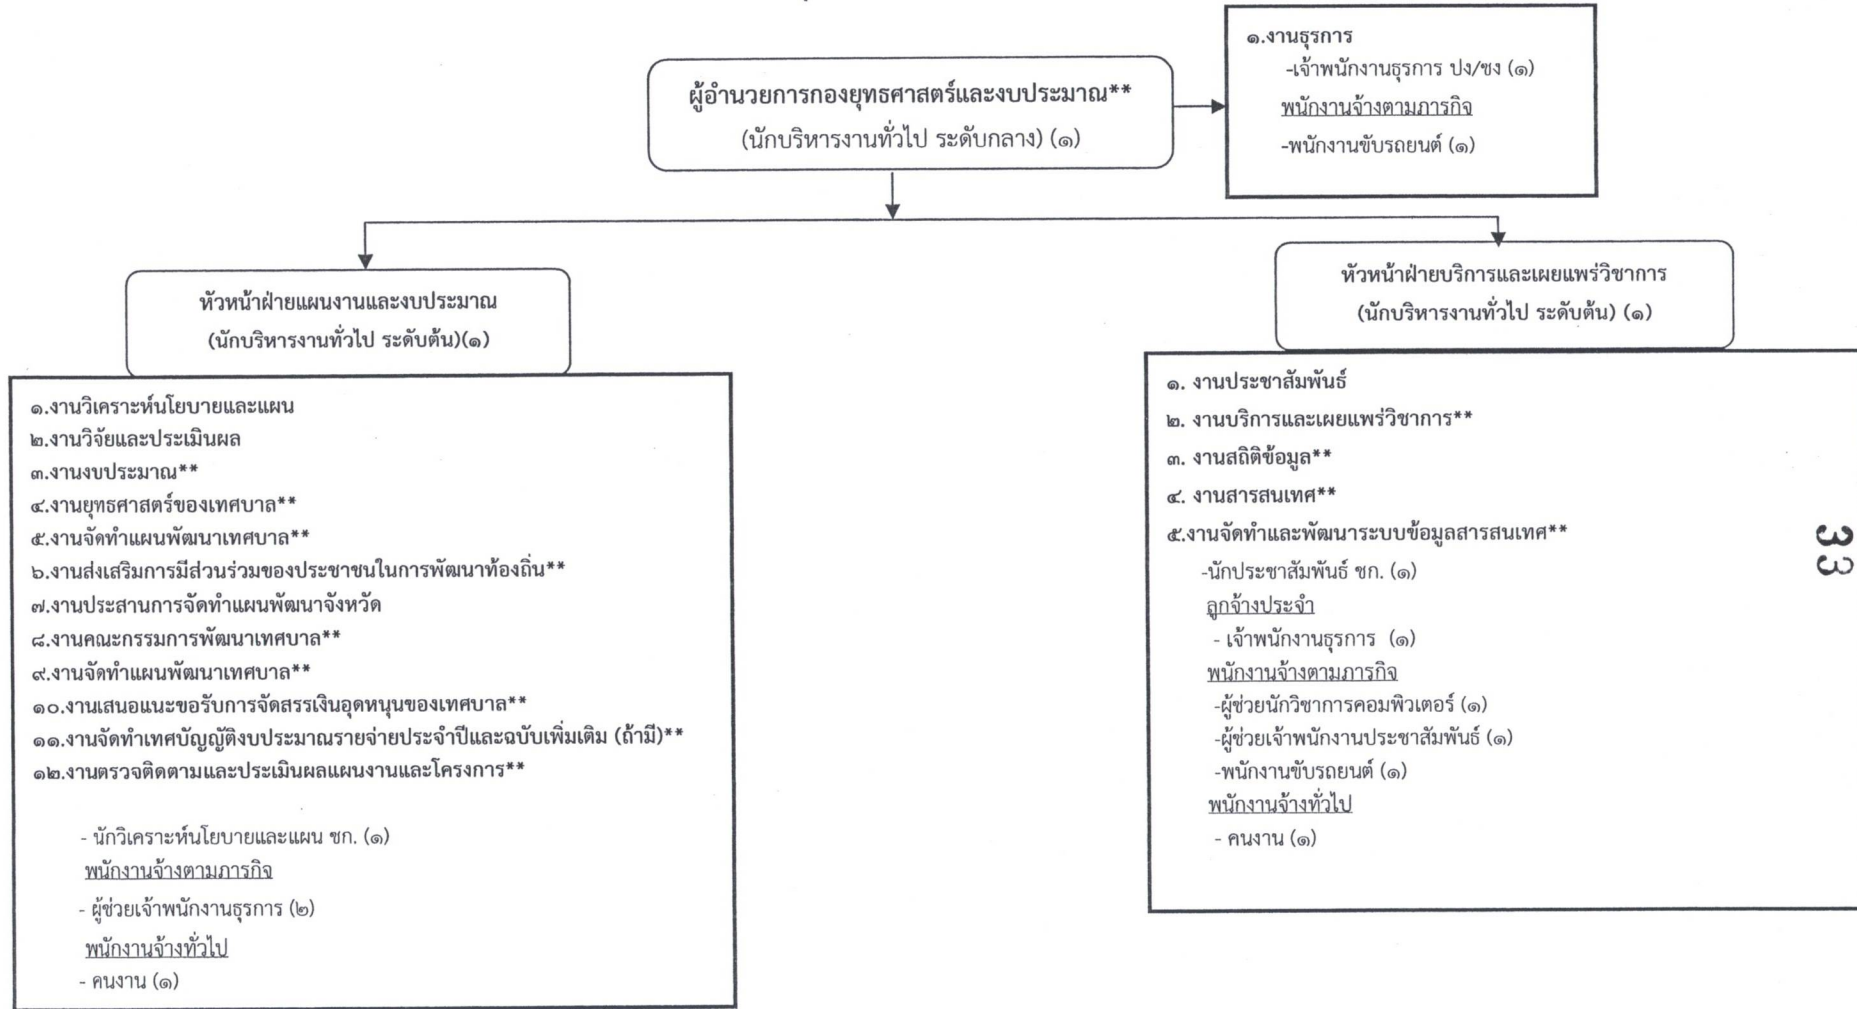 ๑.งานธุรการ
-เจ้าพนักงานธุรการ ปง/ชง (๑)
พนักงานจ้างตามภารกิจ
-พนักงานขับรถยนต์ (๑)
ผู้อำนวยการกองยุทธศาสตร์และงบประมาณ**
(นักบริหารงานทั่วไป ระดับกลาง) (๑)
หัวหน้าฝ่ายแผนงานและงบประมาณ
(นักบริหารงานทั่วไป ระดับต้น)(๑)
๑.งานวิเคราะห์นโยบายและแผน
๒.งานวิจัยและประเมินผล
๓.งานงบประมาณ**
๔.งานยุทธศาสตร์ของเทศบาล**
๕.งานจัดทำแผนพัฒนาเทศบาล**
๖.งานส่งเสริมการมีส่วนร่วมของประชาชนในการพัฒนาท้องถิ่น**
๗.งานประสานการจัดทำแผนพัฒนาจังหวัด
๘.งานคณะกรรมการพัฒนาเทศบาล**
๙.งานจัดทำแผนพัฒนาเทศบาล**
๑๐.งานเสนอแนะขอรับการจัดสรรเงินอุดหนุนของเทศบาล**
๑๑.งานจัดทำเทศบัญญัติงบประมาณรายจ่ายประจำปีและฉบับเพิ่มเติม (ถ้ามี)**
๑๒.งานตรวจติดตามและประเมินผลแผนงานและโครงการ**
- นักวิเคราะห์นโยบายและแผน ชก. (๑)
พนักงานจ้างตามภารกิจ
- ผู้ช่วยเจ้าพนักงานธุรการ (๒)
พนักงานจ้างทั่วไป
- คนงาน (๑)
หัวหน้าฝ่ายบริการและเผยแพร่วิชาการ
(นักบริหารงานทั่วไป ระดับต้น) (๑)
๑. งานประชาสัมพันธ์
๒. งานบริการและเผยแพร่วิชาการ**
๓. งานสถิติข้อมูล**
๔. งานสารสนเทศ**
๕.งานจัดทำและพัฒนาระบบข้อมูลสารสนเทศ**
-นักประชาสัมพันธ์ ชก. (๑)
ลูกจ้างประจำ
- เจ้าพนักงานธุรการ (๑)
พนักงานจ้างตามภารกิจ
-ผู้ช่วยนักวิชาการคอมพิวเตอร์ (๑)
-ผู้ช่วยเจ้าพนักงานประชาสัมพันธ์ (๑)
-พนักงานขับรถยนต์ (๑)
พนักงานจ้างทั่วไป
- คนงาน (๑)
33